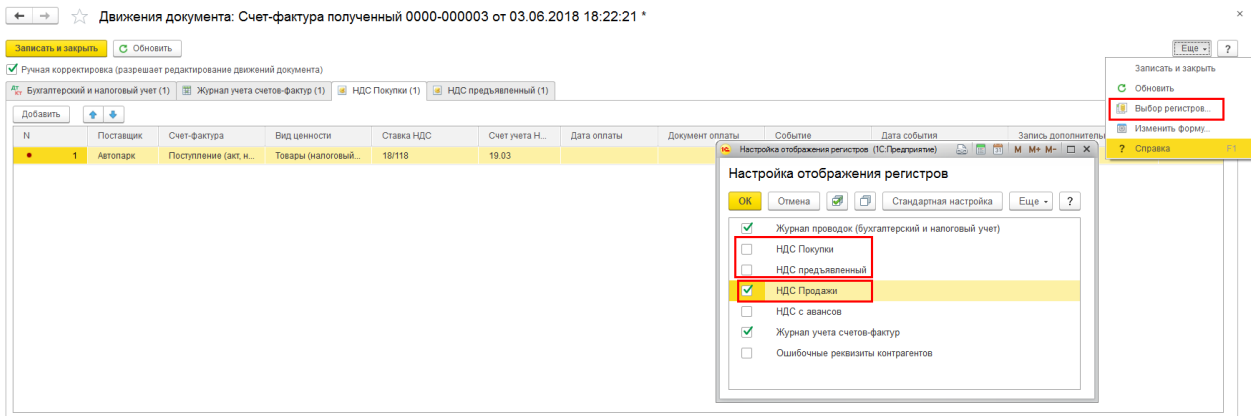 Движения документа: Счет-фактура полученный 0000-000003 от 03.06.2018 18:22:21 *
Записать и закрыть Обновить Еще ?
Ручная корректировка (разрешает редактирование движений документа)
Дт Кт Бухгалтерский и налоговый учет (1) Журнал учета счетов-фактур (1) НДС Покупки (1) НДС предъявленный (1)
Добавить
N Поставщик Счет-фактура Вид ценности Ставка НДС Счет учета Н... Дата оплаты Документ оплаты Событие Дата события Запись дополнитель
1 Автопарк Поступление (акт, н... Товары (налоговый... 18/118 19.03
Записать и закрыть
Обновить
Выбор регистров...
Изменить форму...
? Справка F1
1С Настройка отображения регистров (1С:Предприятие) M M+ M-
Настройка отображения регистров
ОК Отмена Стандартная настройка Еще ?
Журнал проводок (бухгалтерский и налоговый учет)
НДС Покупки
НДС предъявленный
НДС Продажи
НДС с авансов
Журнал учета счетов-фактур
Ошибочные реквизиты контрагентов